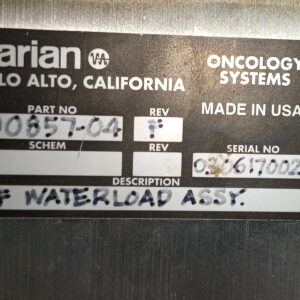 arian ONCOLOGY
LO ALTO, CALIFORNIA SYSTEMS
PART NO REV MADE IN USA
00857-04 F
SCHEM REV SERIAL NO
DESCRIPTION
F WATERLOAD ASSY.